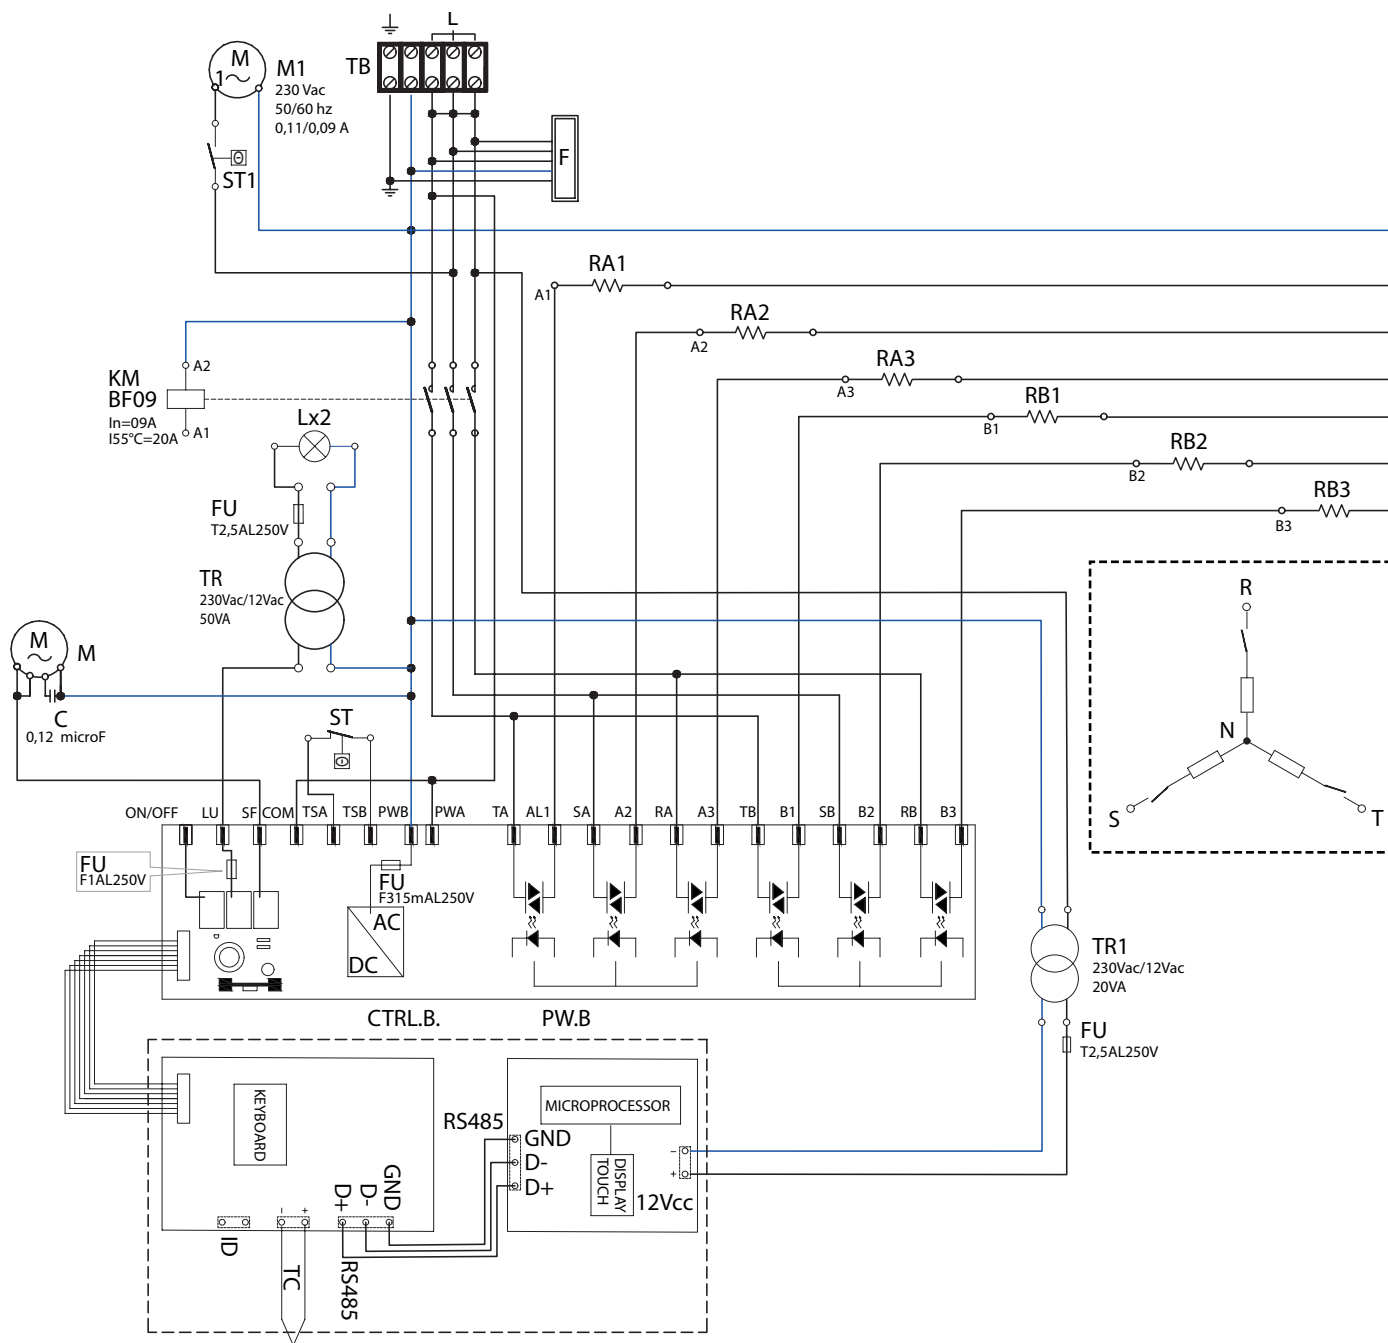 L
TB
M
1
M1
230 Vac
50/60 hz
0,11/0,09 A
ST1
F
RA1
A1
RA2
A2
RA3
A3
RB1
B1
RB2
B2
RB3
B3
A2
KM
BF09
In=09A
I55°C=20A
A1
Lx2
FU
T2,5AL250V
TR
230Vac/12Vac
50VA
M
M
C
0,12 microF
ST
R
N
S
T
ON/OFF LU SF COM TSA TSB PWB PWA TA AL1 SA A2 RA A3 TB B1 SB B2 RB B3
FU
F1AL250V
FU
F315mAL250V
AC
DC
TR1
230Vac/12Vac
20VA
FU
T2,5AL250V
CTRL.B. PW.B
KEYBOARD
RS485
MICROPROCESSOR
GND
D-
D+
DISPLAY
TOUCH
-
+
12Vcc
ID
- +
TC
D+
D-
GND
RS485